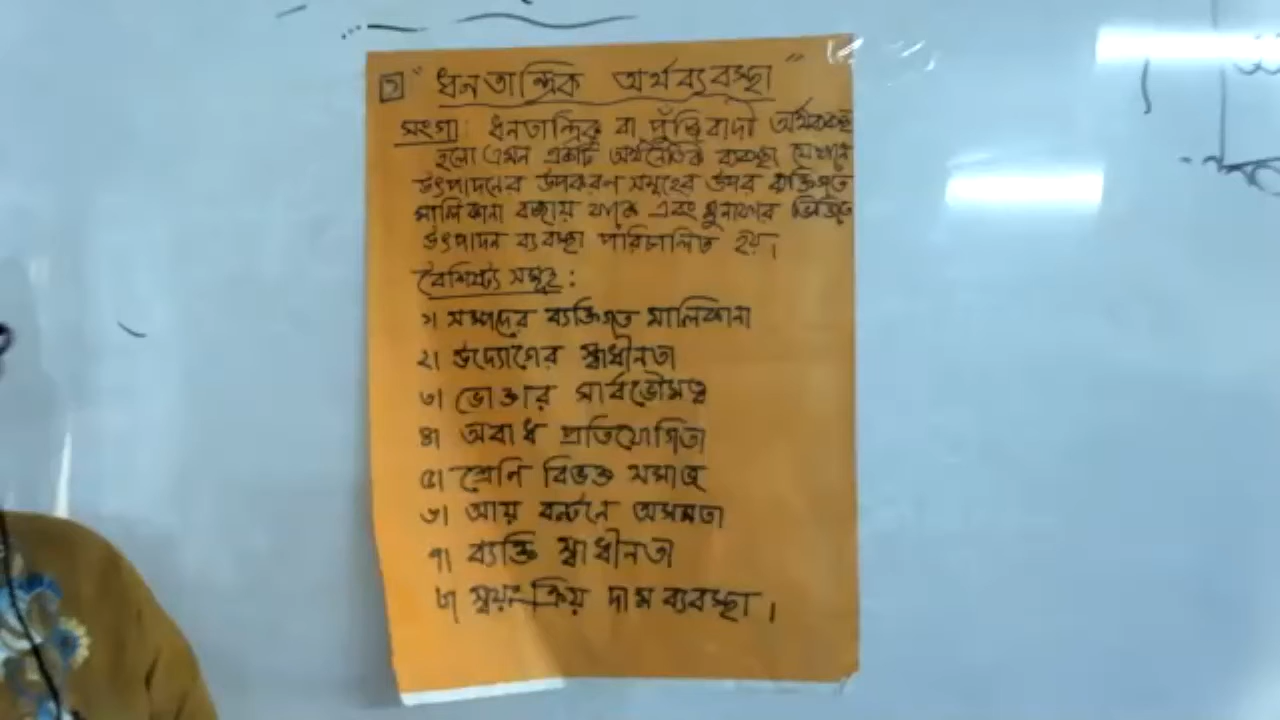 ১ "ধনতান্ত্রিক অর্থব্যবস্থা"
সংগা: ধনতান্ত্রিক বা পুঁজিবাদী অর্থব্যবস্থা
হলো এমন একটি অর্থনৈতিক ব্যবস্থা যেখানে
উৎপাদনের উপকরণ সমূহের উপর ব্যক্তিগত
মালিকানা বজায় থাকে এবং মুনাফার ভিত্তিতে
উৎপাদন ব্যবস্থা পরিচালিত হয়।
বৈশিষ্ট্য সমূহ:
১। সম্পদের ব্যক্তিগত মালিকানা
২। উদ্যোগের স্বাধীনতা
৩। ভোক্তার সার্বভৌমত্ব
৪। অবাধ প্রতিযোগিতা
৫। শ্রেনি বিভক্ত সমাজ
৬। আয় বন্টনে অসমতা
৭। ব্যক্তি স্বাধীনতা
৮। স্বয়ংক্রিয় দাম ব্যবস্থা।